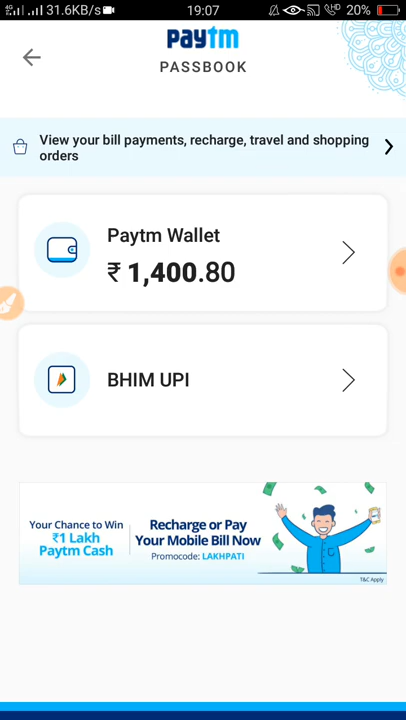 4G 31.6KB/s 19:07 HD 20%
paytm
PASSBOOK
View your bill payments, recharge, travel and shopping
orders
Paytm Wallet
₹ 1,400.80
BHIM UPI
Your Chance to Win
₹1 Lakh
Paytm Cash
Recharge or Pay
Your Mobile Bill Now
Promocode: LAKHPATI
T&C Apply